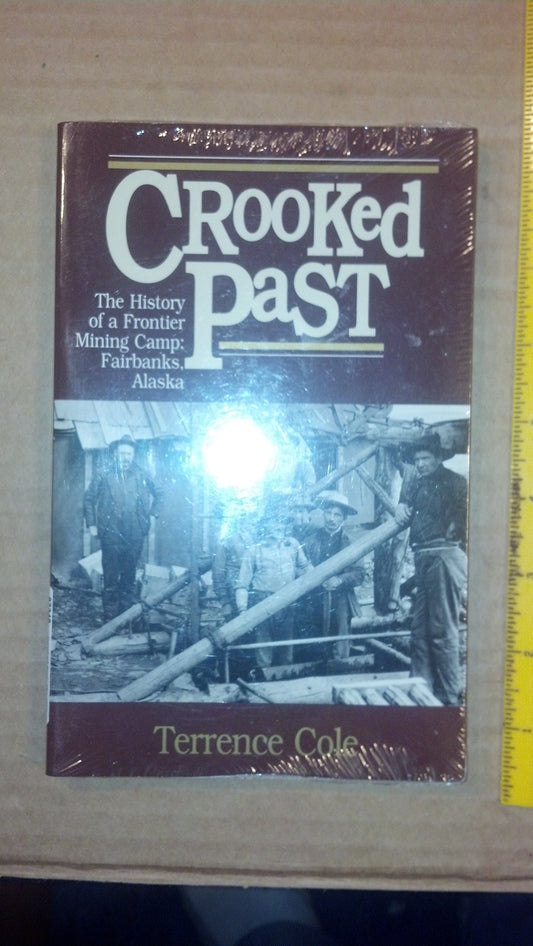 CROOKed
PaST
The History
of a Frontier
Mining Camp:
Fairbanks,
Alaska
Terrence Cole